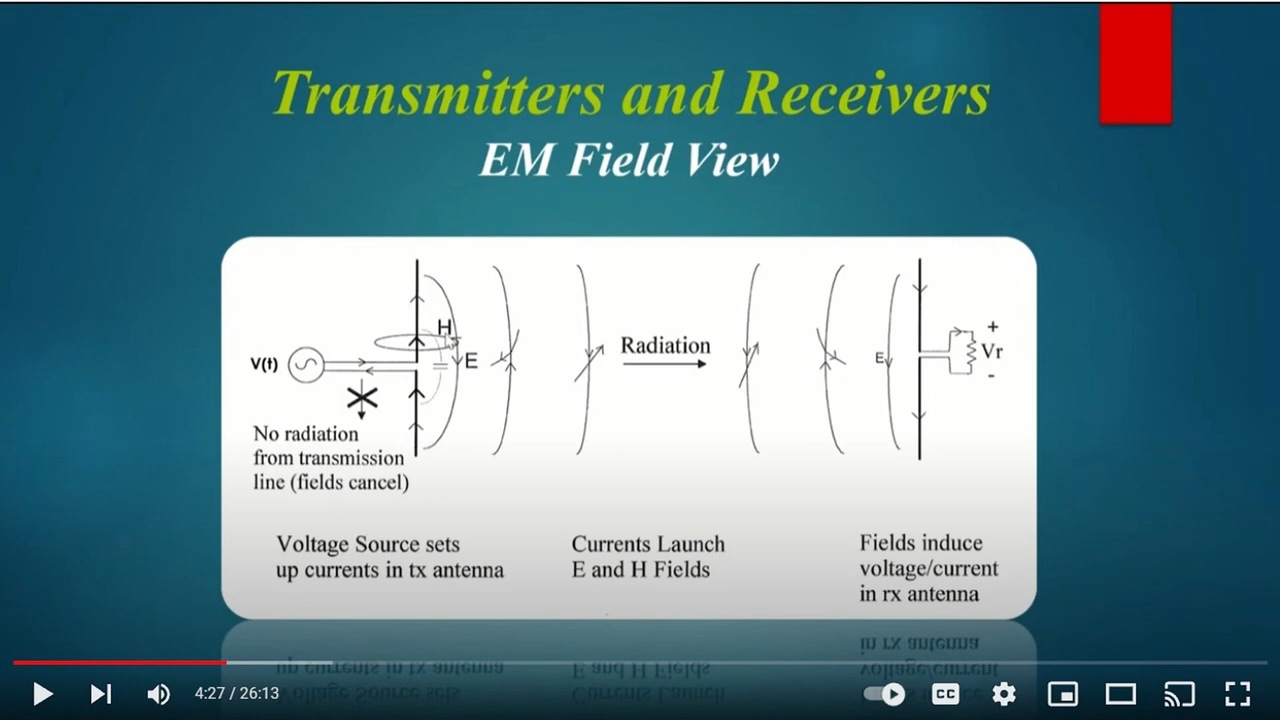 Transmitters and Receivers
EM Field View
H
V(t)
E
Radiation
E
+
Vr
-
No radiation
from transmission
line (fields cancel)
Voltage Source sets
up currents in tx antenna
Currents Launch
E and H Fields
Fields induce
voltage/current
in rx antenna
4:27 / 26:13
CC